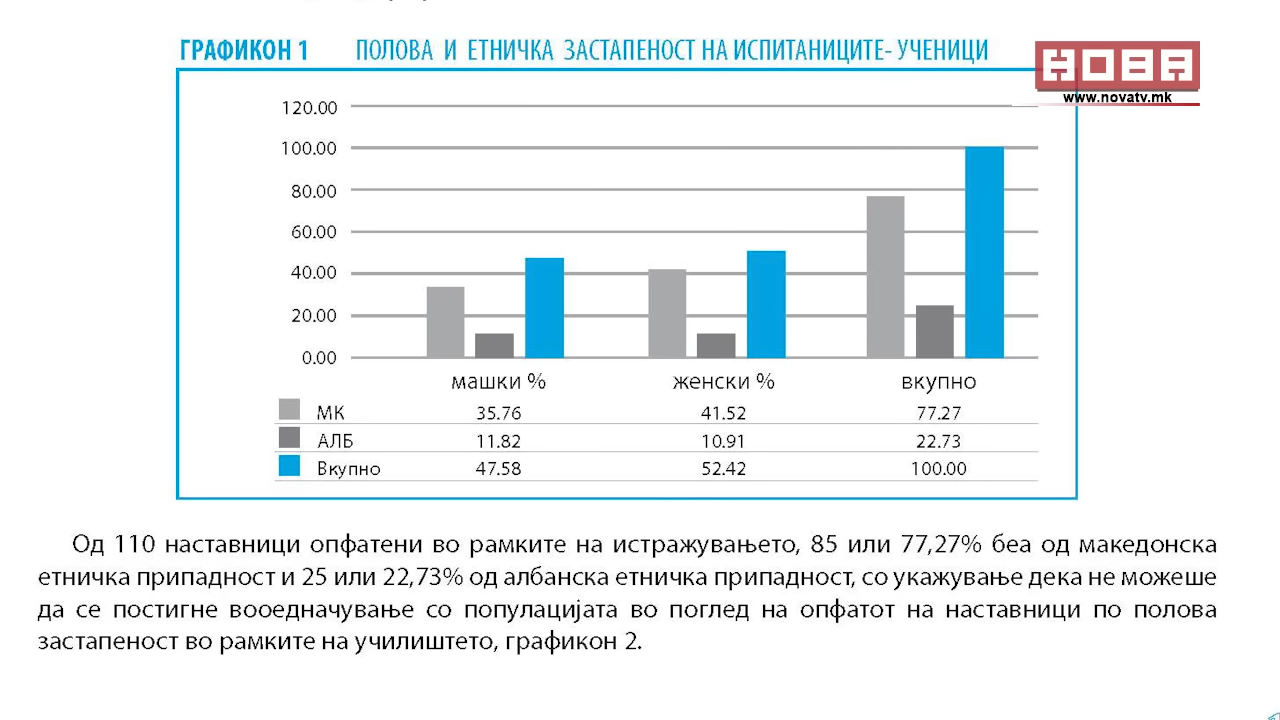 ГРАФИКОН 1 ПОЛОВА И ЕТНИЧКА ЗАСТАПЕНОСТ НА ИСПИТАНИЦИТЕ- УЧЕНИЦИ
НОВА
www.novatv.mk
120.00
100.00
80.00
60.00
40.00
20.00
0.00
машки % женски % вкупно
МК 35.76 41.52 77.27
АЛБ 11.82 10.91 22.73
Вкупно 47.58 52.42 100.00
Од 110 наставници опфатени во рамките на истражувањето, 85 или 77,27% беа од македонска
етничка припадност и 25 или 22,73% од албанска етничка припадност, со укажување дека не можеше
да се постигне вооедначување со популацијата во поглед на опфатот на наставници по полова
застапеност во рамките на училиштето, графикон 2.